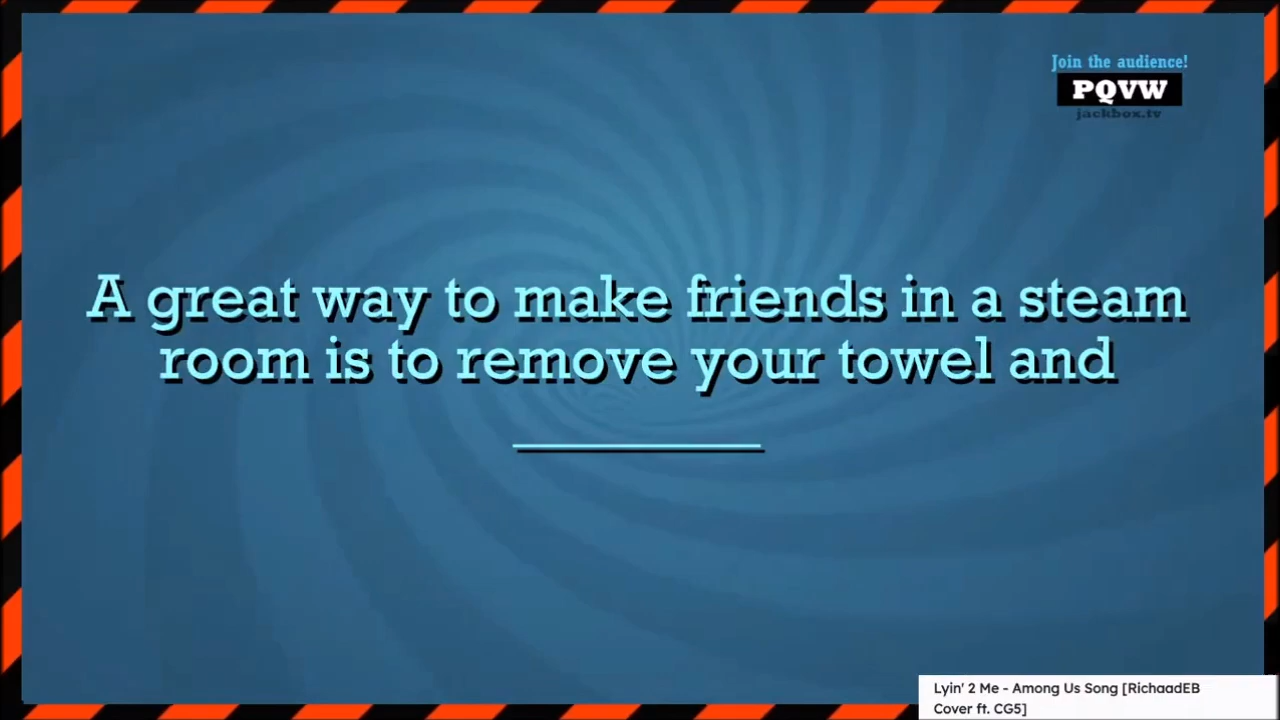 Join the audience!
PQVW
jackbox.tv
A great way to make friends in a steam
room is to remove your towel and
Lyin' 2 Me - Among Us Song [RichaadEB
Cover ft. CG5]